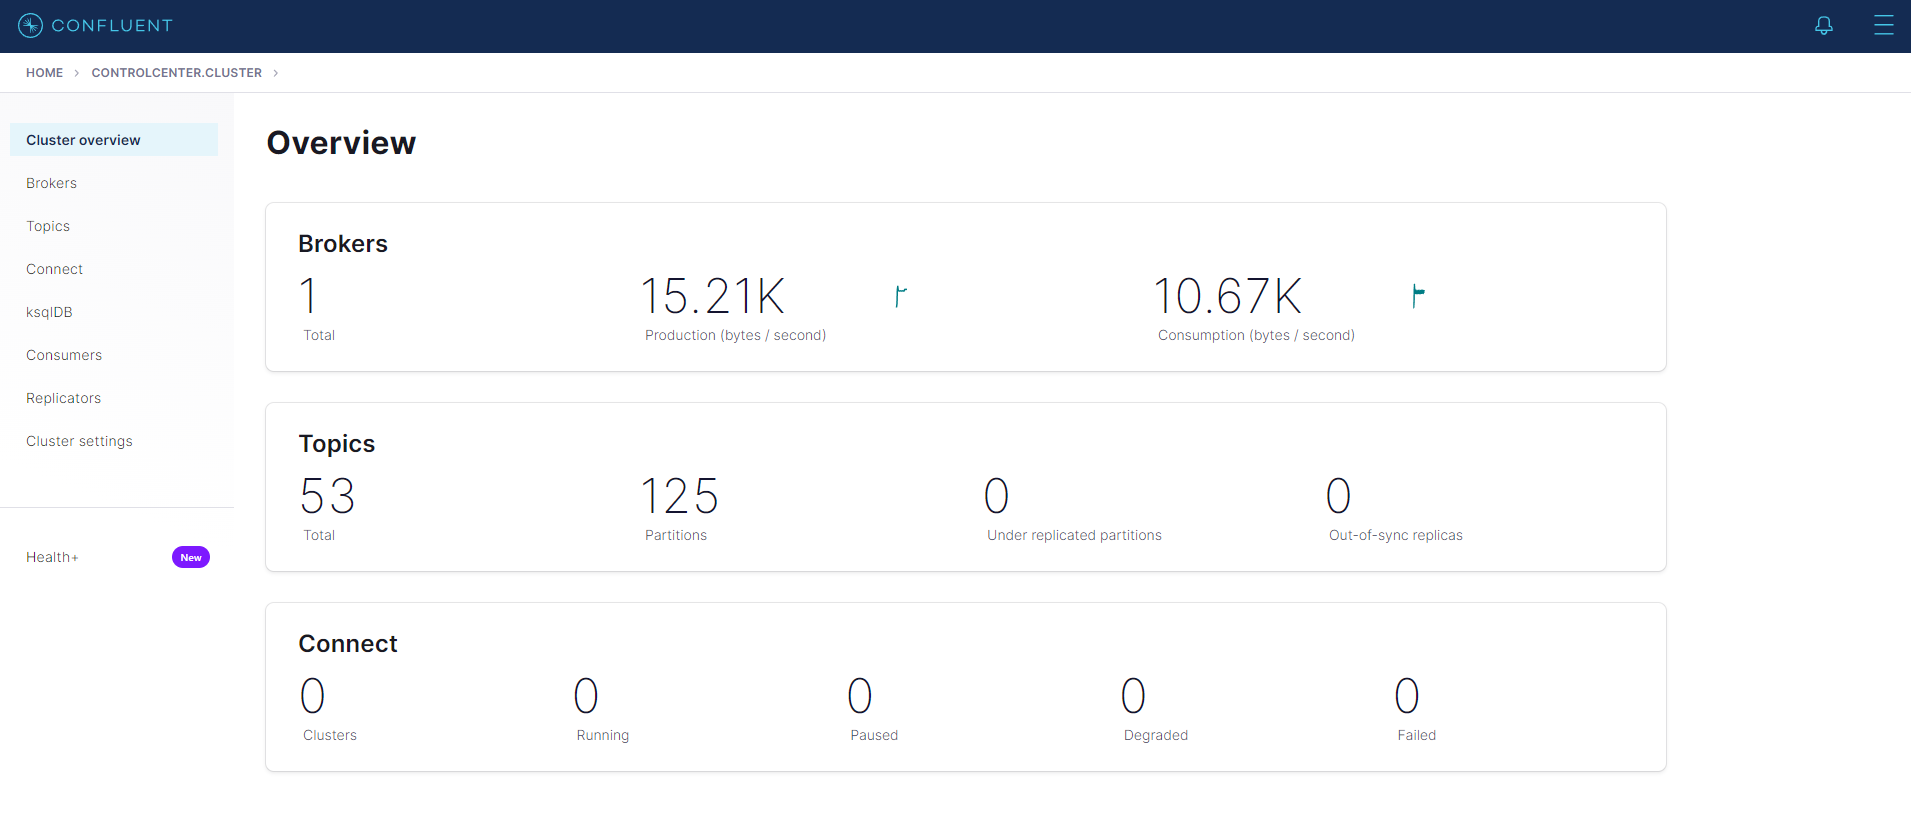 CONFLUENT
HOME > CONTROLCENTER.CLUSTER >
Cluster overview
Brokers
Topics
Connect
ksqlDB
Consumers
Replicators
Cluster settings
Health+ New
Overview
Brokers
1 15.21K 10.67K
Total Production (bytes / second) Consumption (bytes / second)
Topics
53 125 0 0
Total Partitions Under replicated partitions Out-of-sync replicas
Connect
0 0 0 0 0
Clusters Running Paused Degraded Failed